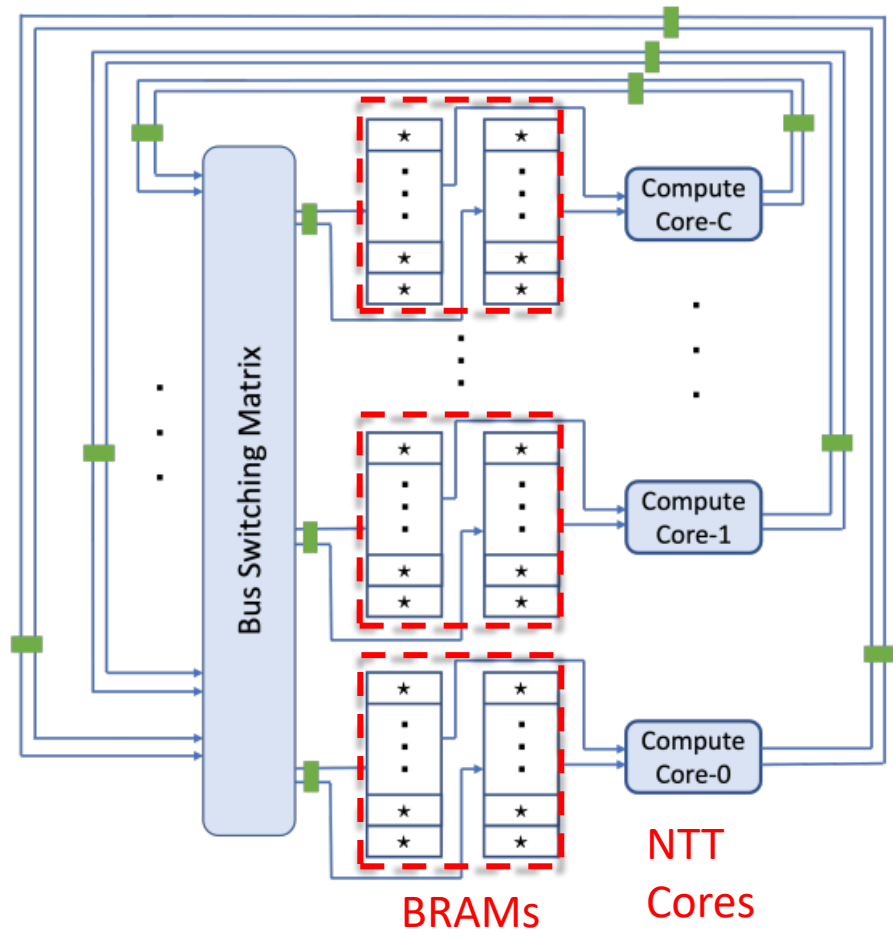 Bus Switching Matrix
Compute
Core-C
Compute
Core-1
Compute
Core-0
BRAMs
NTT
Cores